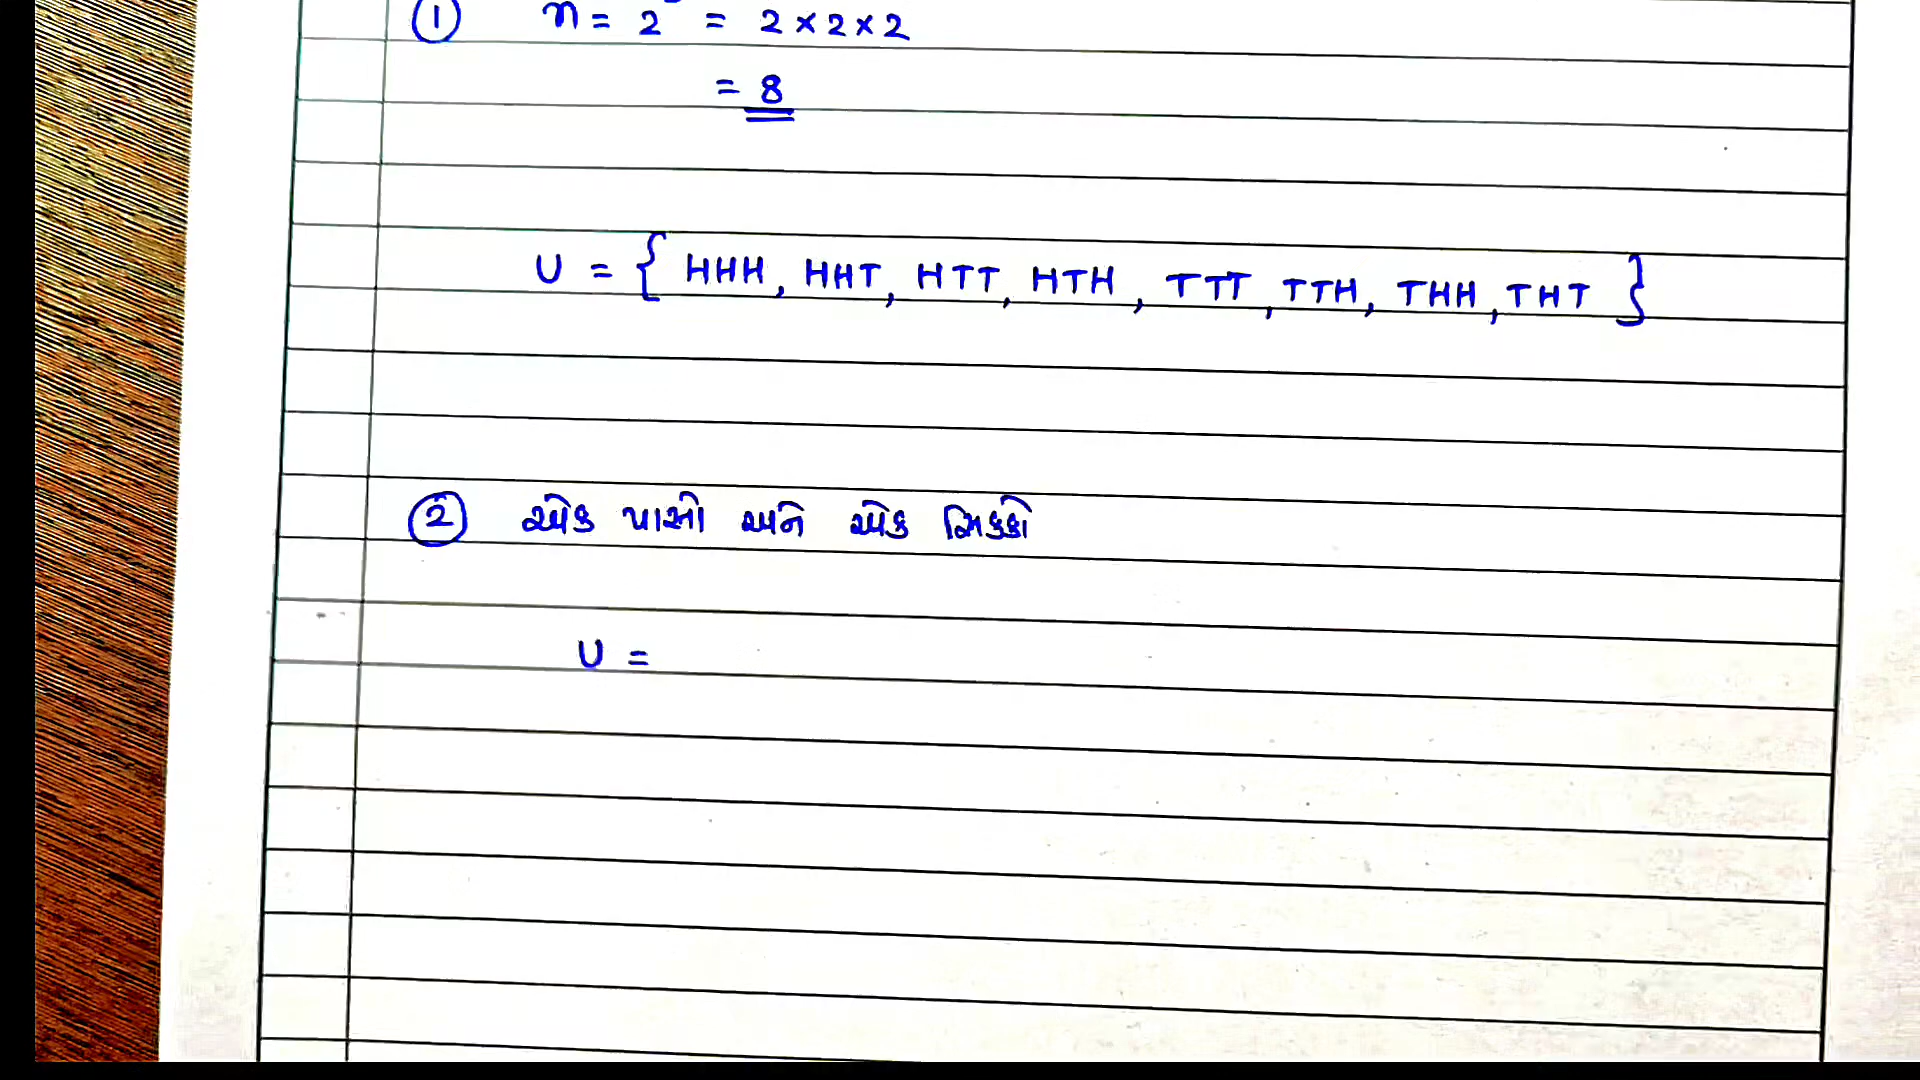 ① n = 2 = 2 × 2 × 2
= 8
U = { HHH, HHT, HTT, HTH, TTT, TTH, THH, THT }
② એક પાસો અને એક સિક્કો
U =